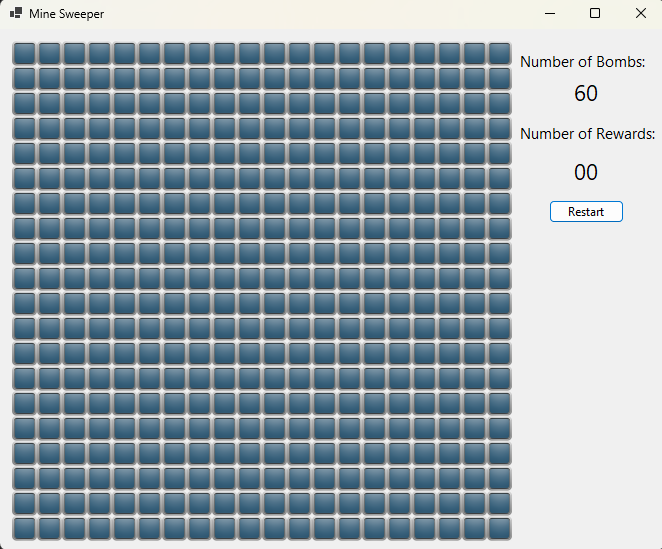 Mine Sweeper
Number of Bombs:
60
Number of Rewards:
00
Restart